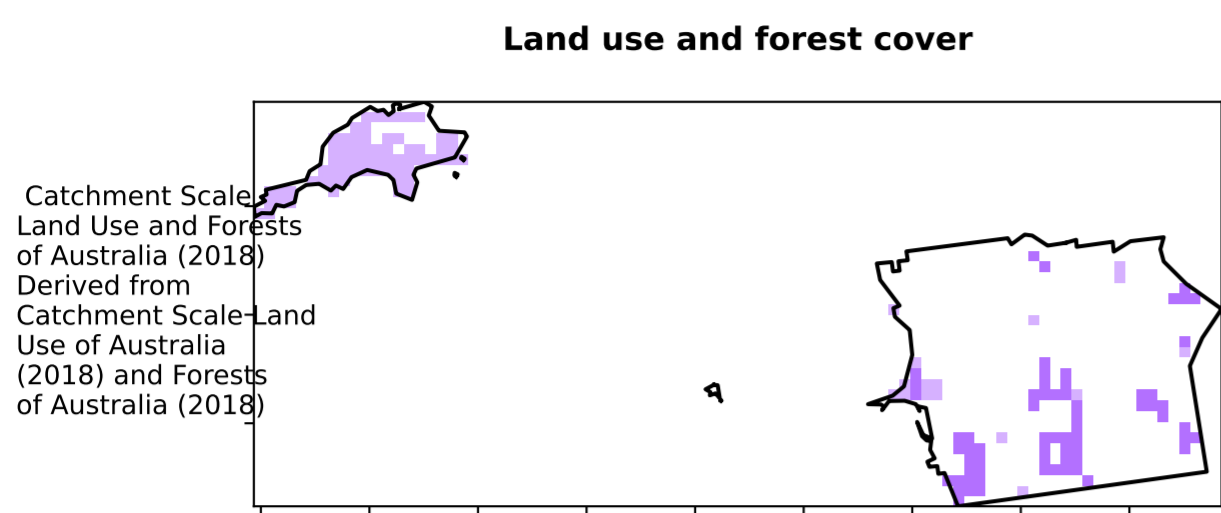 Land use and forest cover
Catchment Scale
Land Use and Forests
of Australia (2018)
Derived from
Catchment Scale Land
Use of Australia
(2018) and Forests
of Australia (2018)